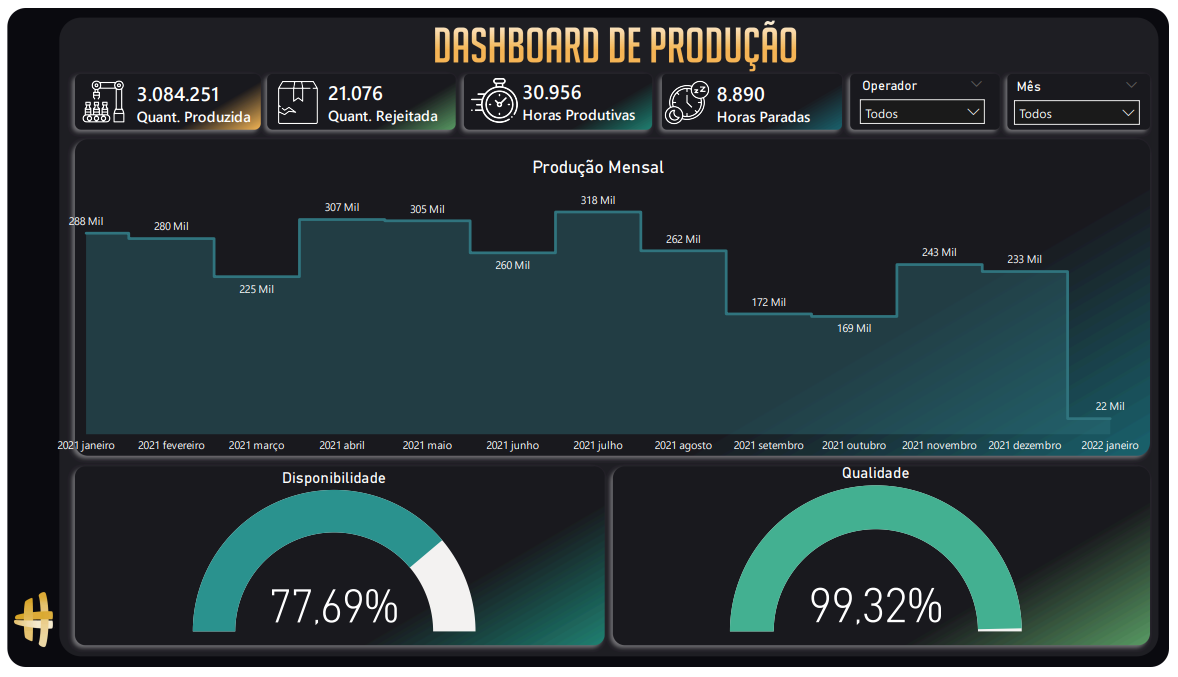 DASHBOARD DE PRODUÇÃO
3.084.251
Quant. Produzida
21.076
Quant. Rejeitada
30.956
Horas Produtivas
zz
8.890
Horas Paradas
Operador
Todos
Mês
Todos
Produção Mensal
288 Mil
280 Mil
225 Mil
307 Mil
305 Mil
260 Mil
318 Mil
262 Mil
172 Mil
169 Mil
243 Mil
233 Mil
22 Mil
2021 janeiro
2021 fevereiro
2021 março
2021 abril
2021 maio
2021 junho
2021 julho
2021 agosto
2021 setembro
2021 outubro
2021 novembro
2021 dezembro
2022 janeiro
Disponibilidade
77,69%
Qualidade
99,32%